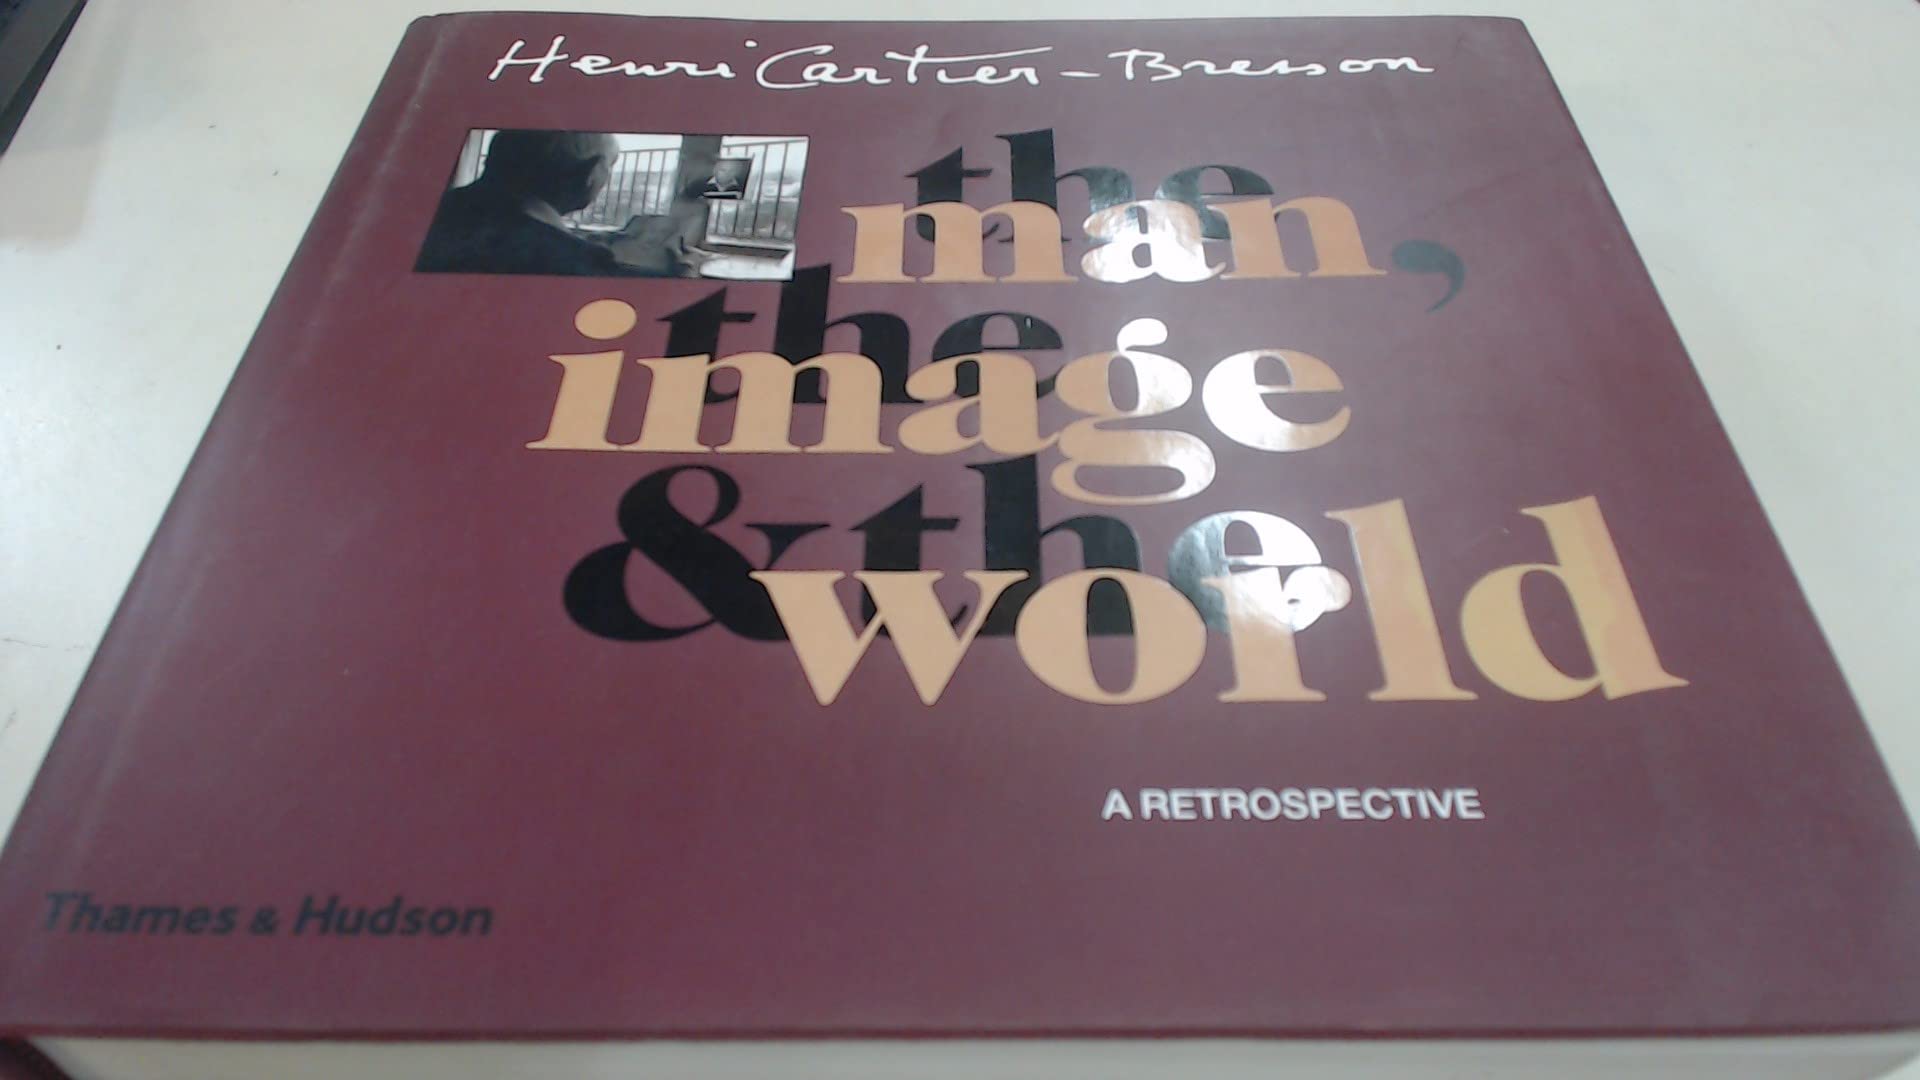 Henri Cartier-Bresson
the
man,
the
image
& the
world
A RETROSPECTIVE
Thames & Hudson